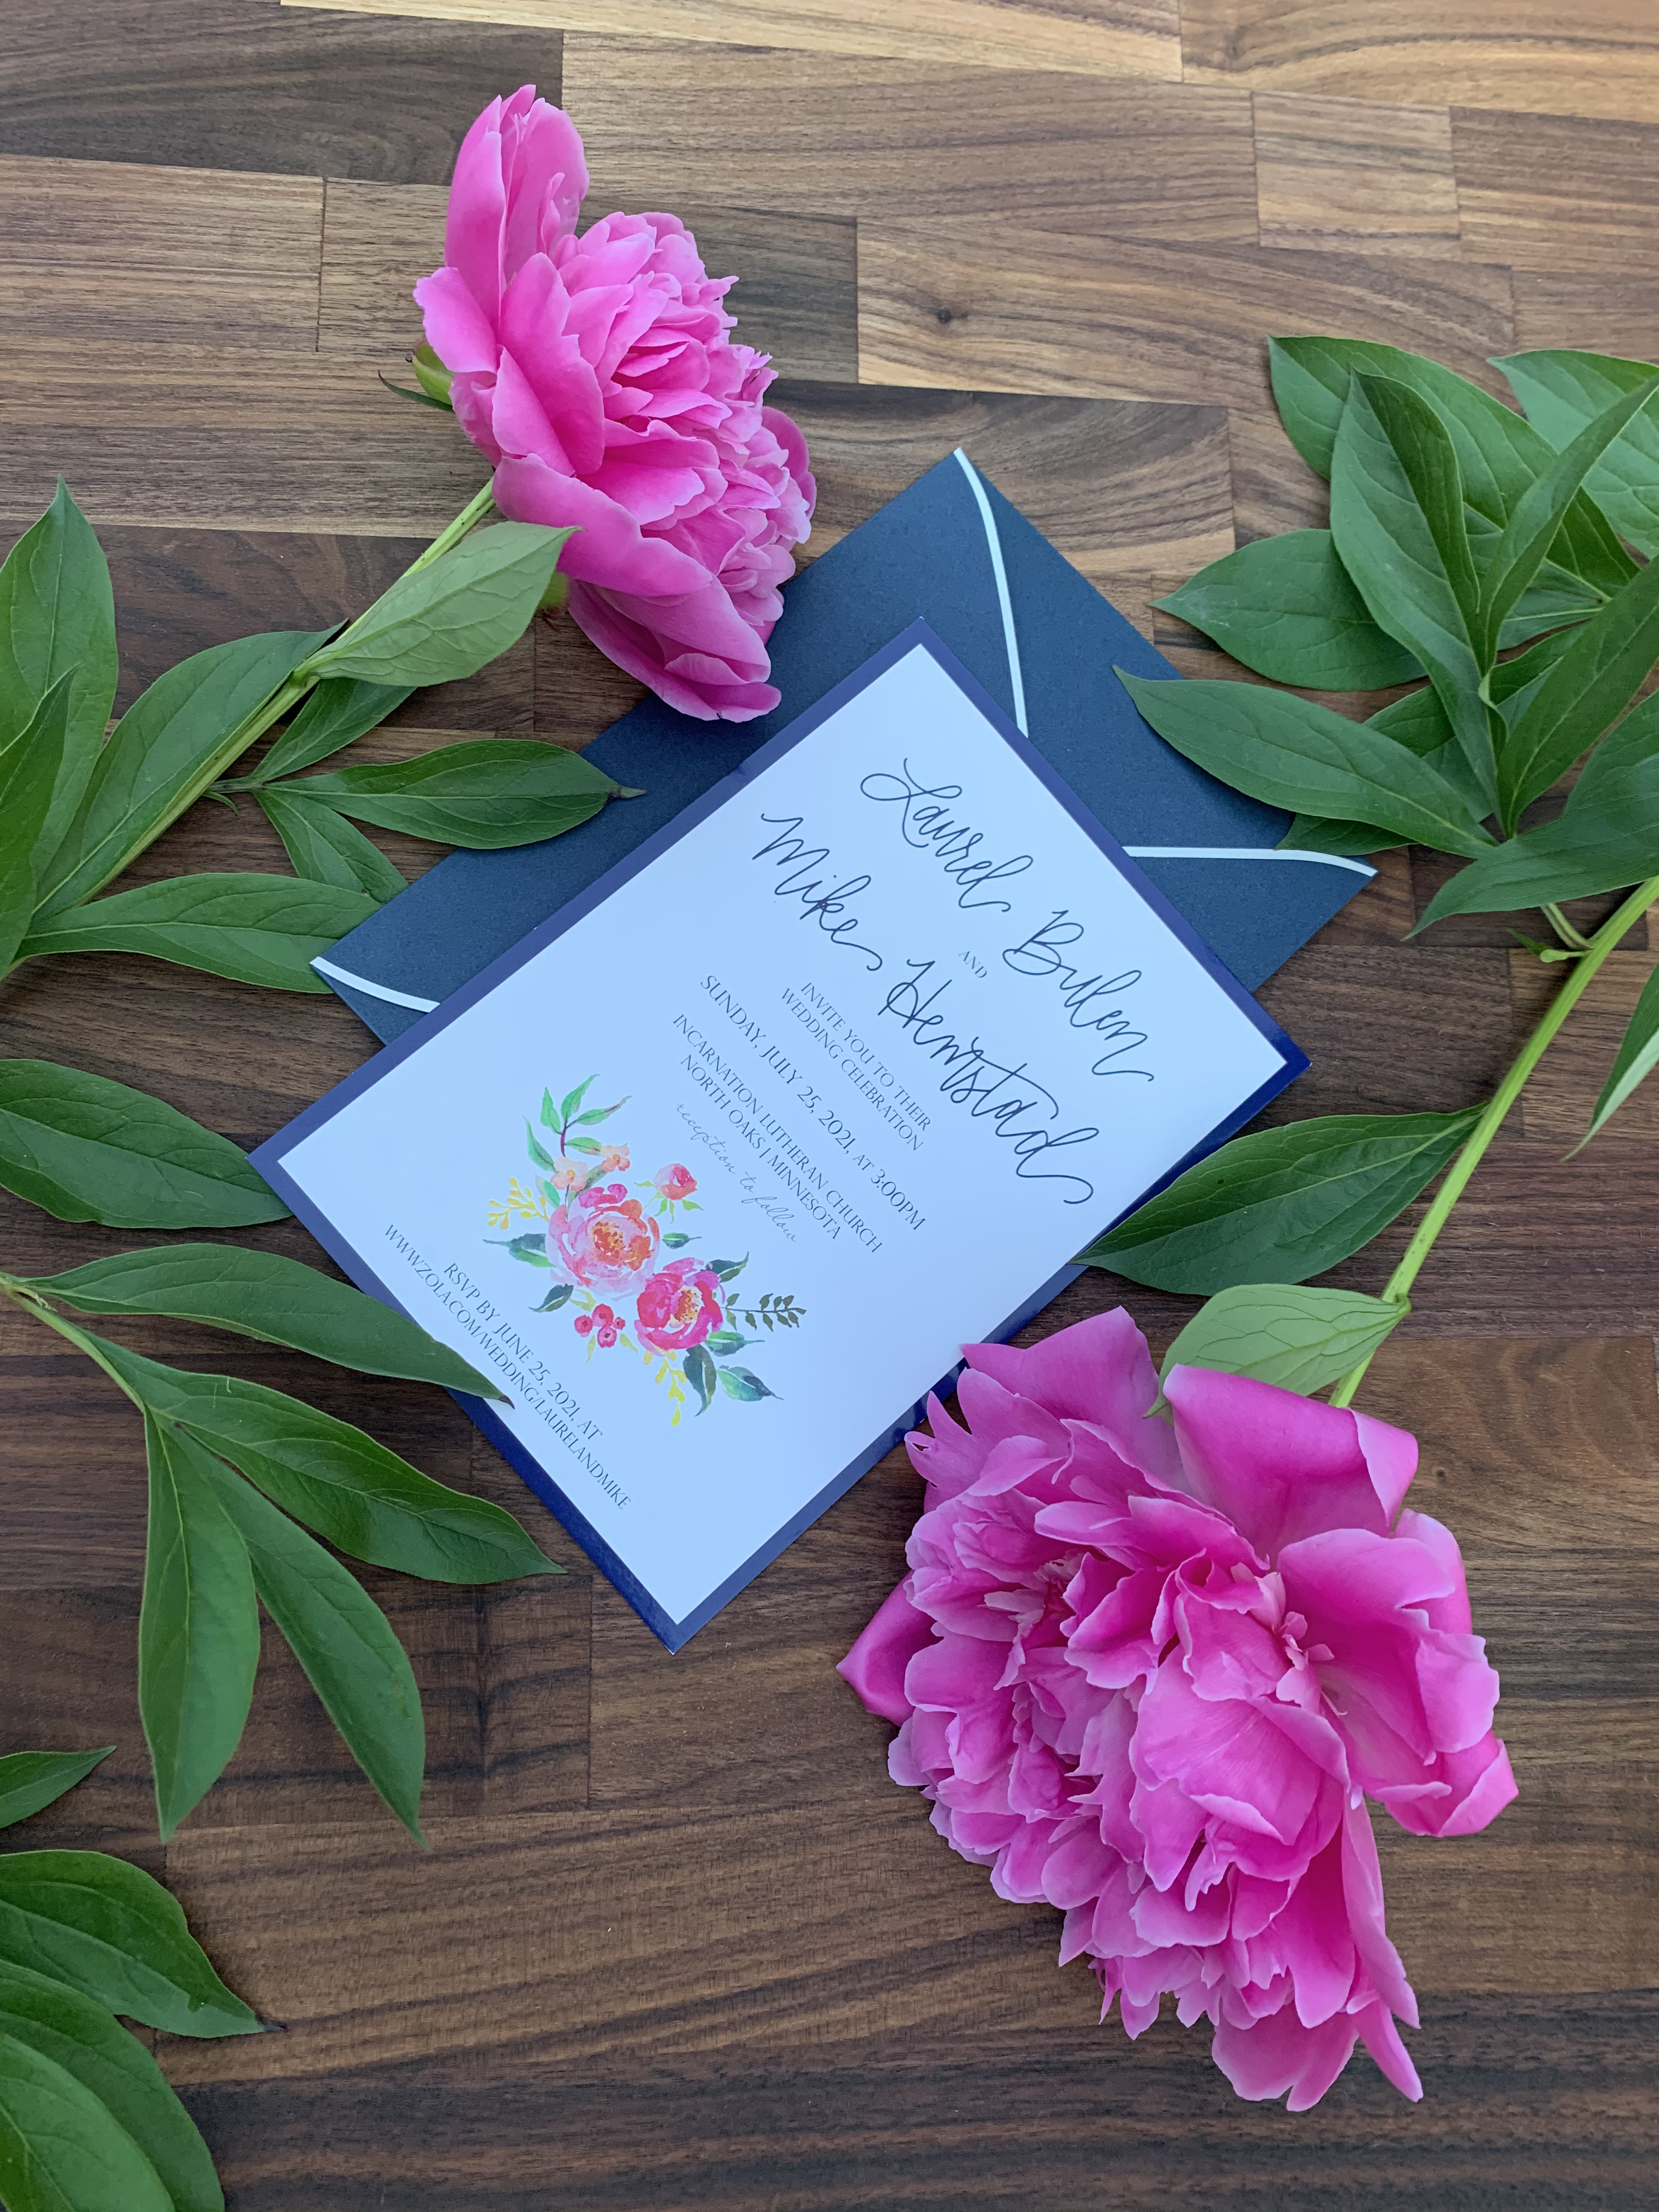 Laurel Bulen
AND
Mike Hemstad
INVITE YOU TO THEIR
WEDDING CELEBRATION
SUNDAY, JULY 25, 2021, AT 3:00PM
INCARNATION LUTHERAN CHURCH
NORTH OAKS | MINNESOTA
reception to follow
RSVP BY JUNE 25, 2021, AT
WWW.ZOLA.COM/WEDDING/LAURELANDMIKE